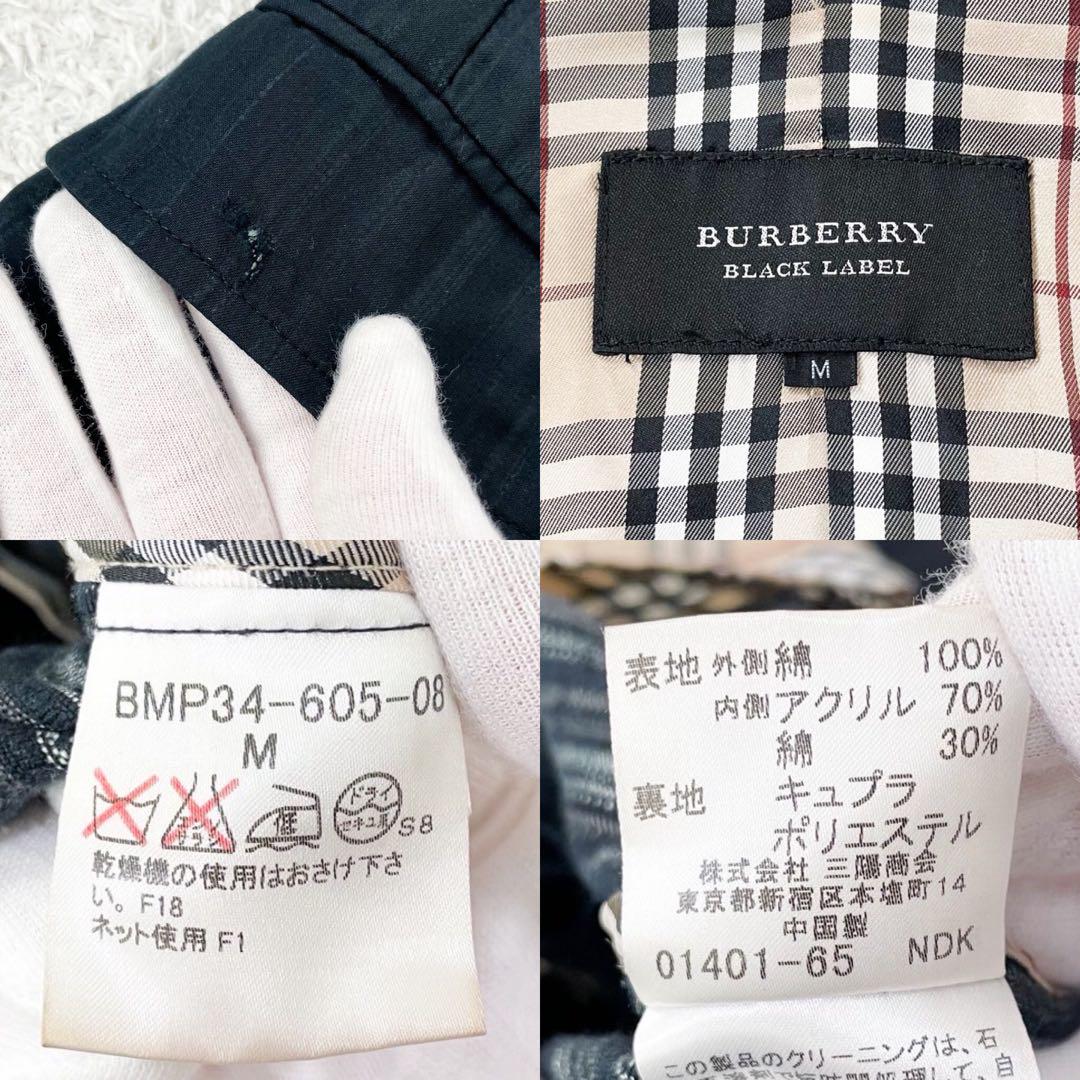 BURBERRY
BLACK LABEL
M
BMP34-605-08
M
低
ドライ
セキユ系
S8
乾燥機の使用はおさけ下さ
い。F18
ネット使用 F1
表地 外側 綿 100%
内側 アクリル 70%
綿 30%
裏地 キュプラ
ポリエステル
株式会社 三陽商会
東京都新宿区本塩町14
中国製
01401-65 NDK
この製品のクリーニングは、石